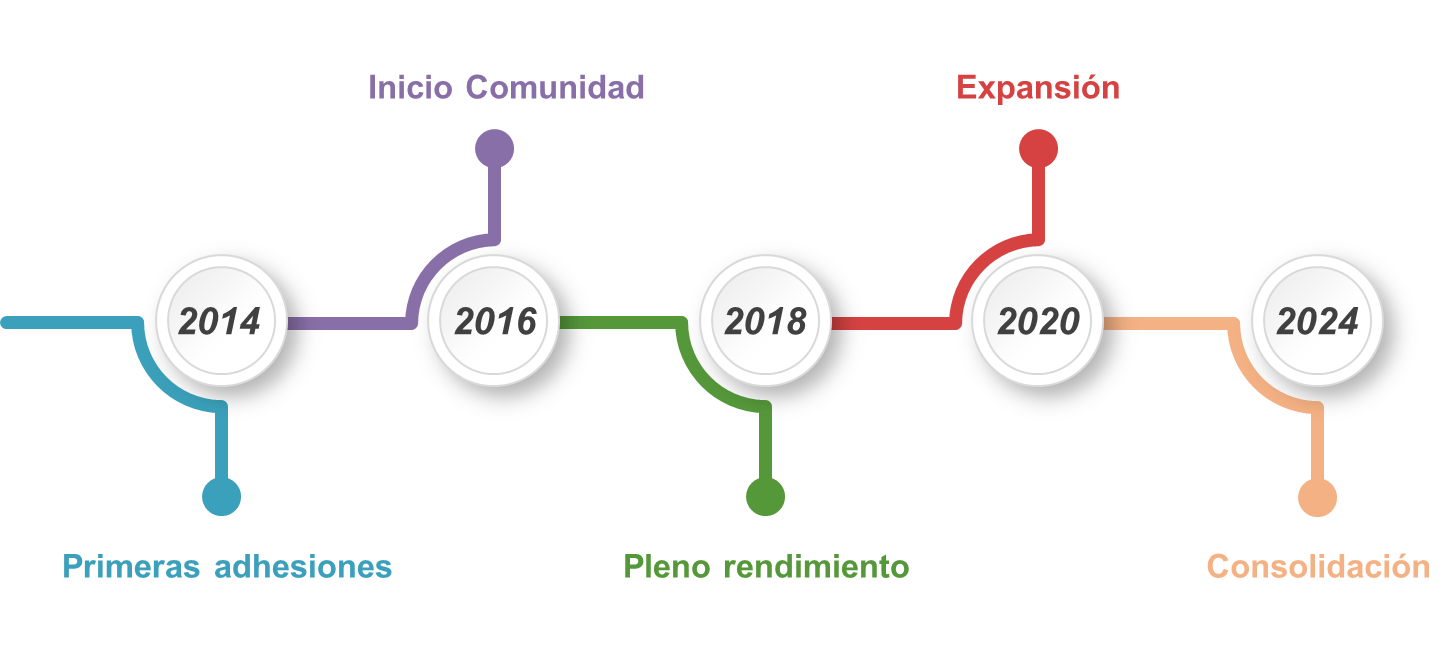 Inicio Comunidad
Expansión
2014
2016
2018
2020
2024
Primeras adhesiones
Pleno rendimiento
Consolidación